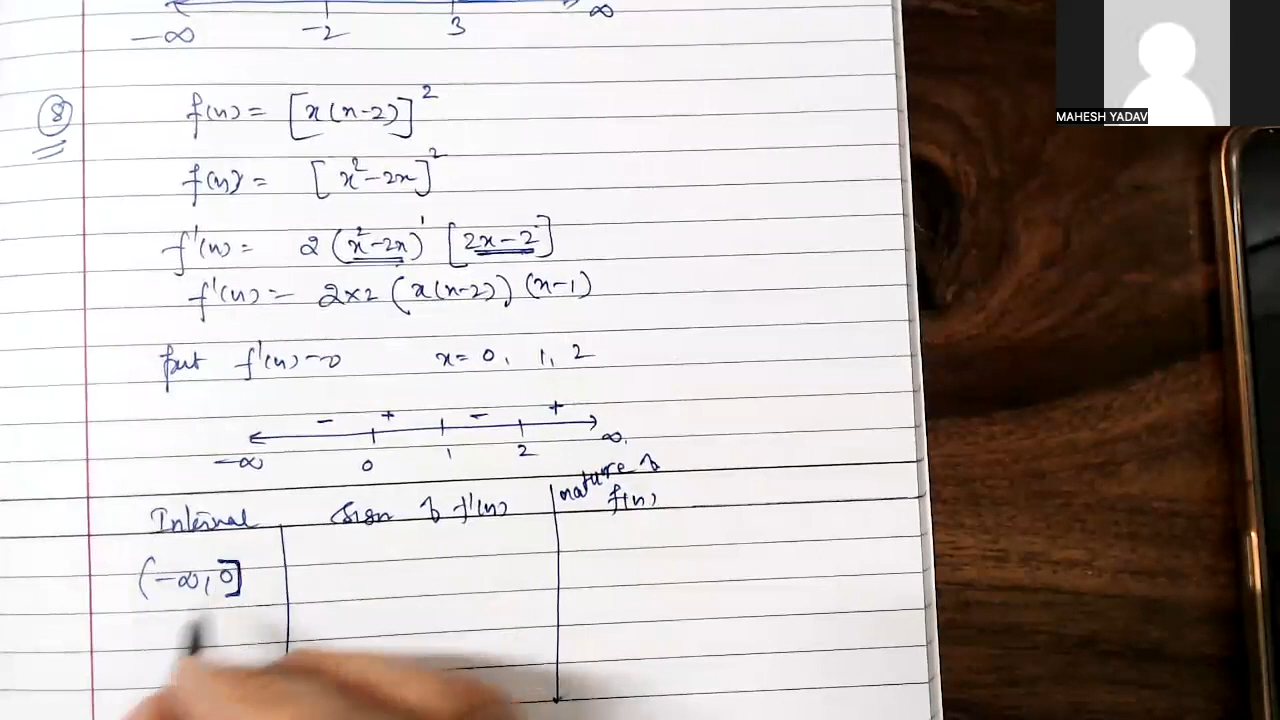 -∞ -2 3 ∞
⑧ f(x) = [x(x-2)]²
f(x) = [x²-2x]²
f'(x) = 2(x²-2x)' [2x-2]
f'(x) = 2×2 (x(x-2)) (x-1)
put f'(x)=0 x= 0, 1, 2
- + - +
-∞ 0 1 2 ∞.
Interval Sign of f'(x) nature of f(x)
(-∞, 0]
MAHESH YADAV